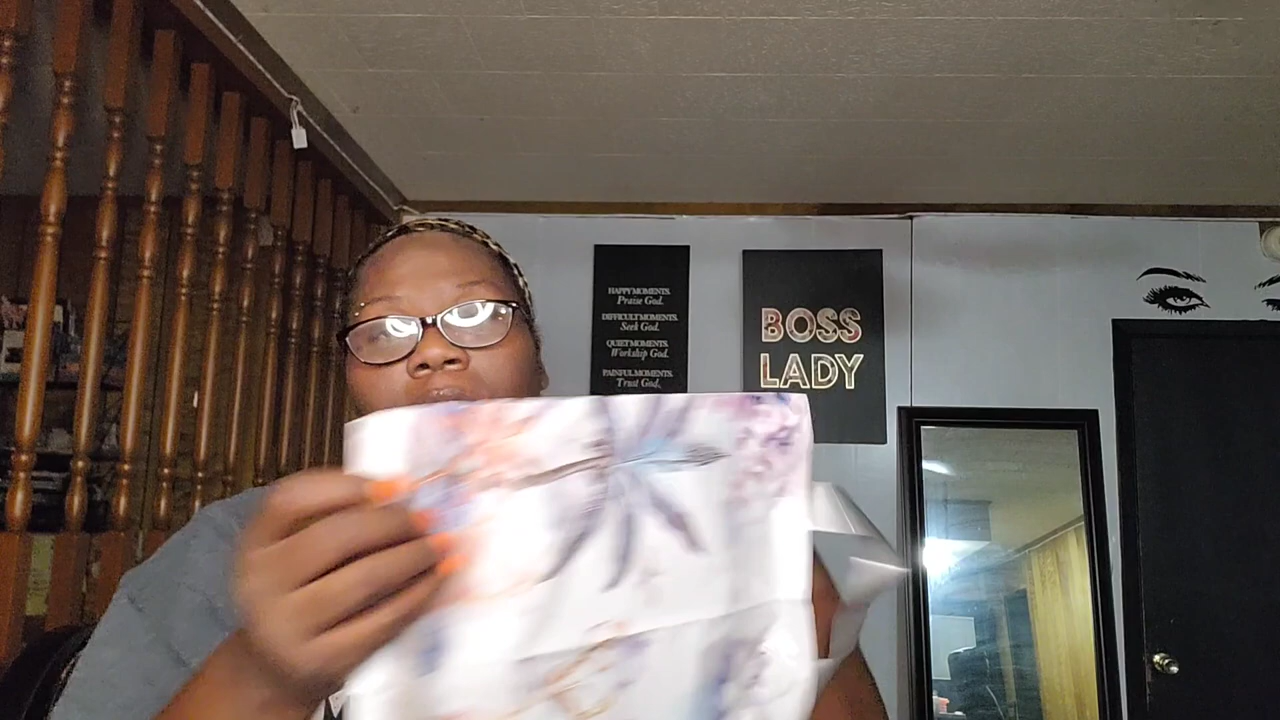 HAPPY MOMENTS.
Praise God.
DIFFICULT MOMENTS.
Seek God.
QUIET MOMENTS.
Worship God.
PAINFUL MOMENTS.
Trust God.
BOSS
LADY